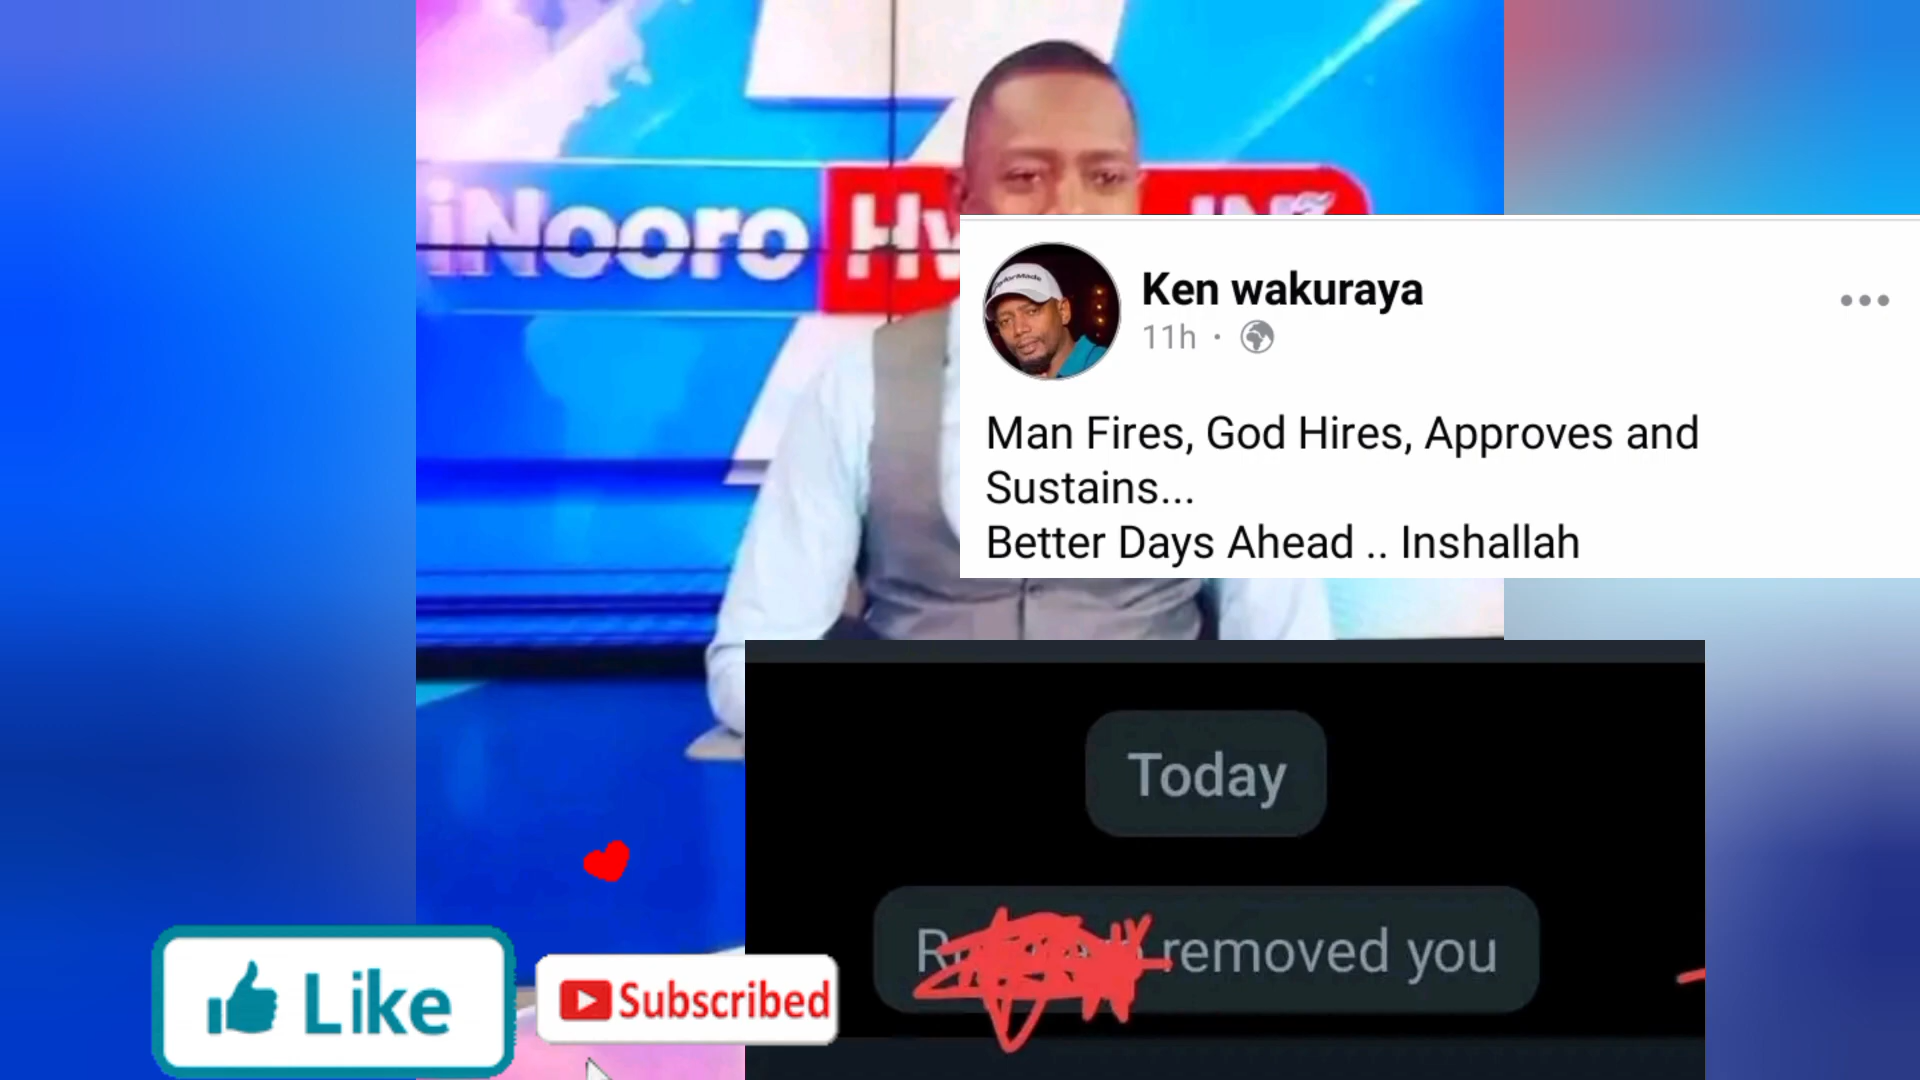 iNooro
Ken wakuraya
11h ·
Man Fires, God Hires, Approves and
Sustains...
Better Days Ahead .. Inshallah
Today
removed you
Like
Subscribed